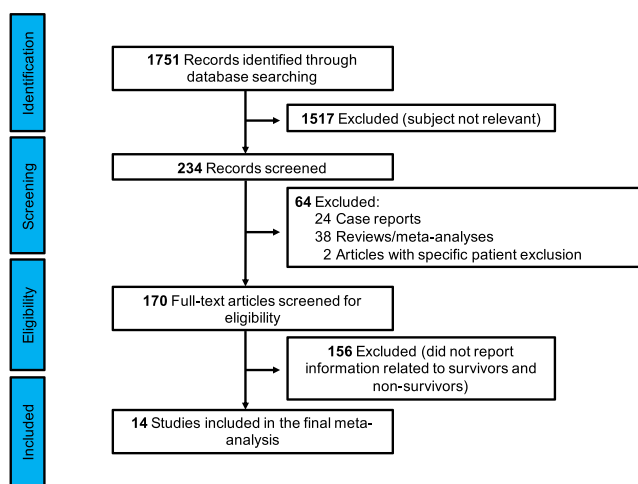 Identification
1751 Records identified through
database searching
1517 Excluded (subject not relevant)
Screening
234 Records screened
64 Excluded:
24 Case reports
38 Reviews/meta-analyses
2 Articles with specific patient exclusion
Eligibility
170 Full-text articles screened for
eligibility
156 Excluded (did not report
information related to survivors and
non-survivors)
Included
14 Studies included in the final meta-
analysis